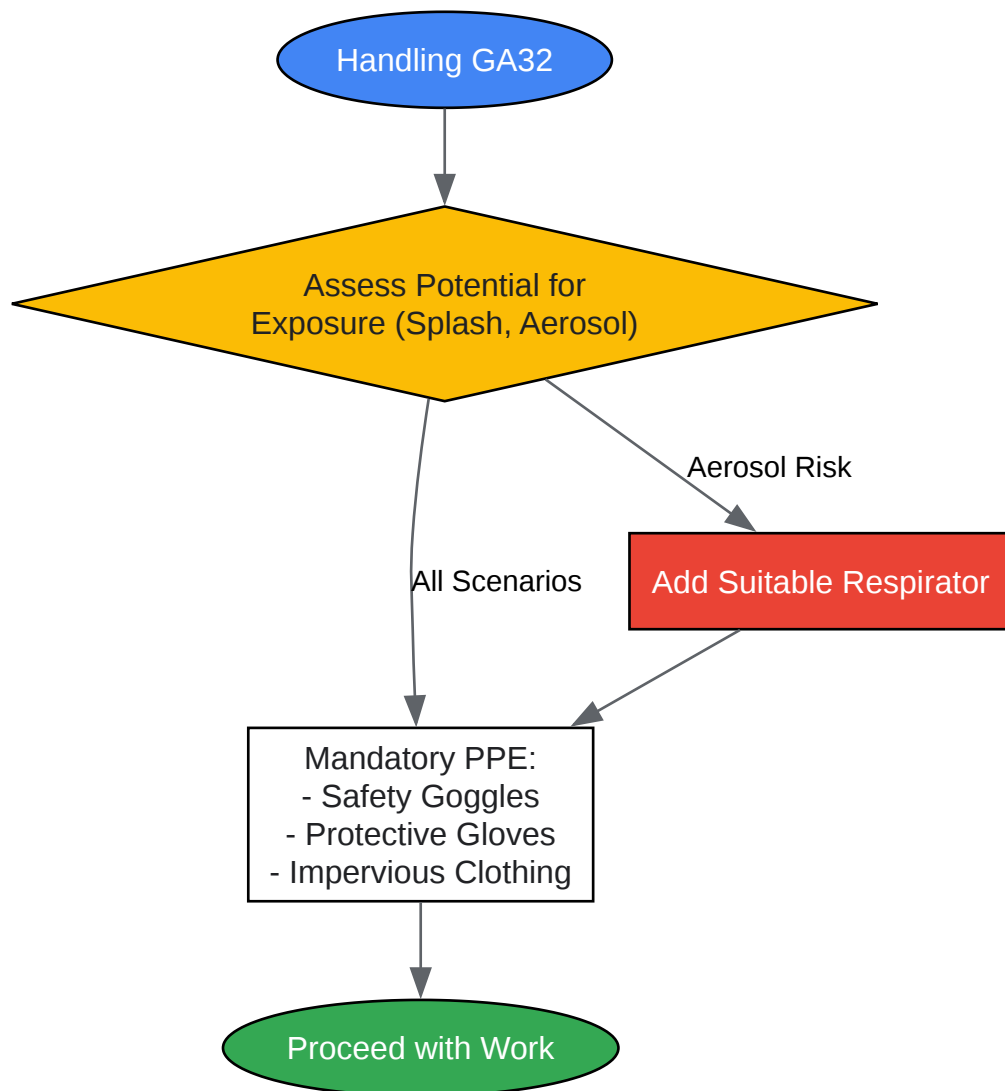 Handling GA32
Assess Potential for
Exposure (Splash, Aerosol)
Aerosol Risk
All Scenarios
Add Suitable Respirator
Mandatory PPE:
- Safety Goggles
- Protective Gloves
- Impervious Clothing
Proceed with Work